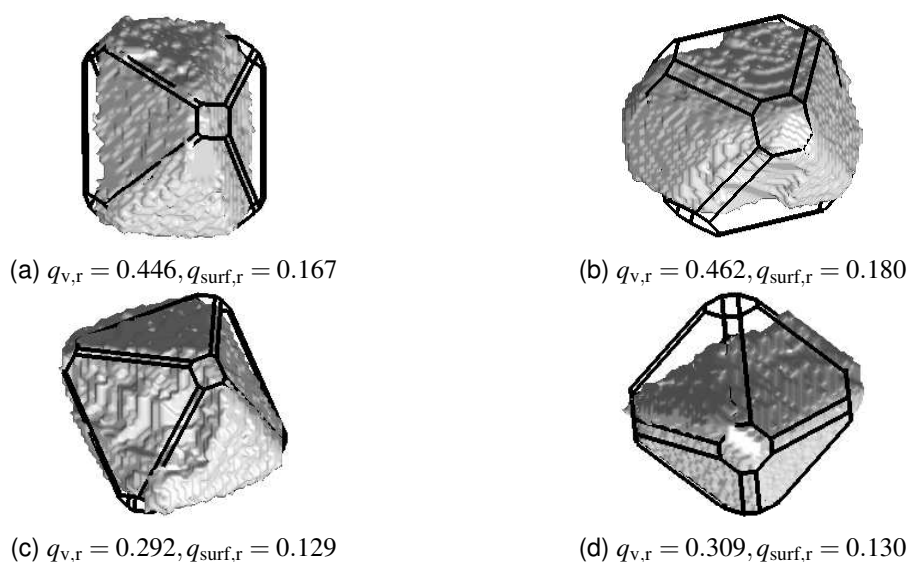 (a) q_{v,r} = 0.446, q_{surf,r} = 0.167
(b) q_{v,r} = 0.462, q_{surf,r} = 0.180
(c) q_{v,r} = 0.292, q_{surf,r} = 0.129
(d) q_{v,r} = 0.309, q_{surf,r} = 0.130